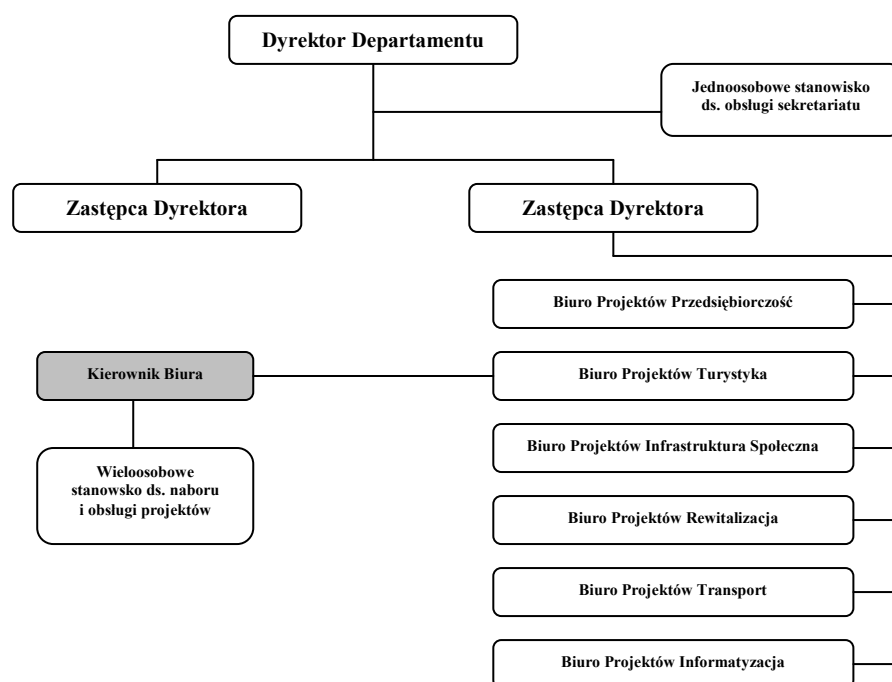 Dyrektor Departamentu
Jednoosobowe stanowisko
ds. obsługi sekretariatu
Zastępca Dyrektora
Zastępca Dyrektora
Biuro Projektów Przedsiębiorczość
Kierownik Biura
Biuro Projektów Turystyka
Biuro Projektów Infrastruktura Społeczna
Wieloosobowe
stanowsko ds. naboru
i obsługi projektów
Biuro Projektów Rewitalizacja
Biuro Projektów Transport
Biuro Projektów Informatyzacja